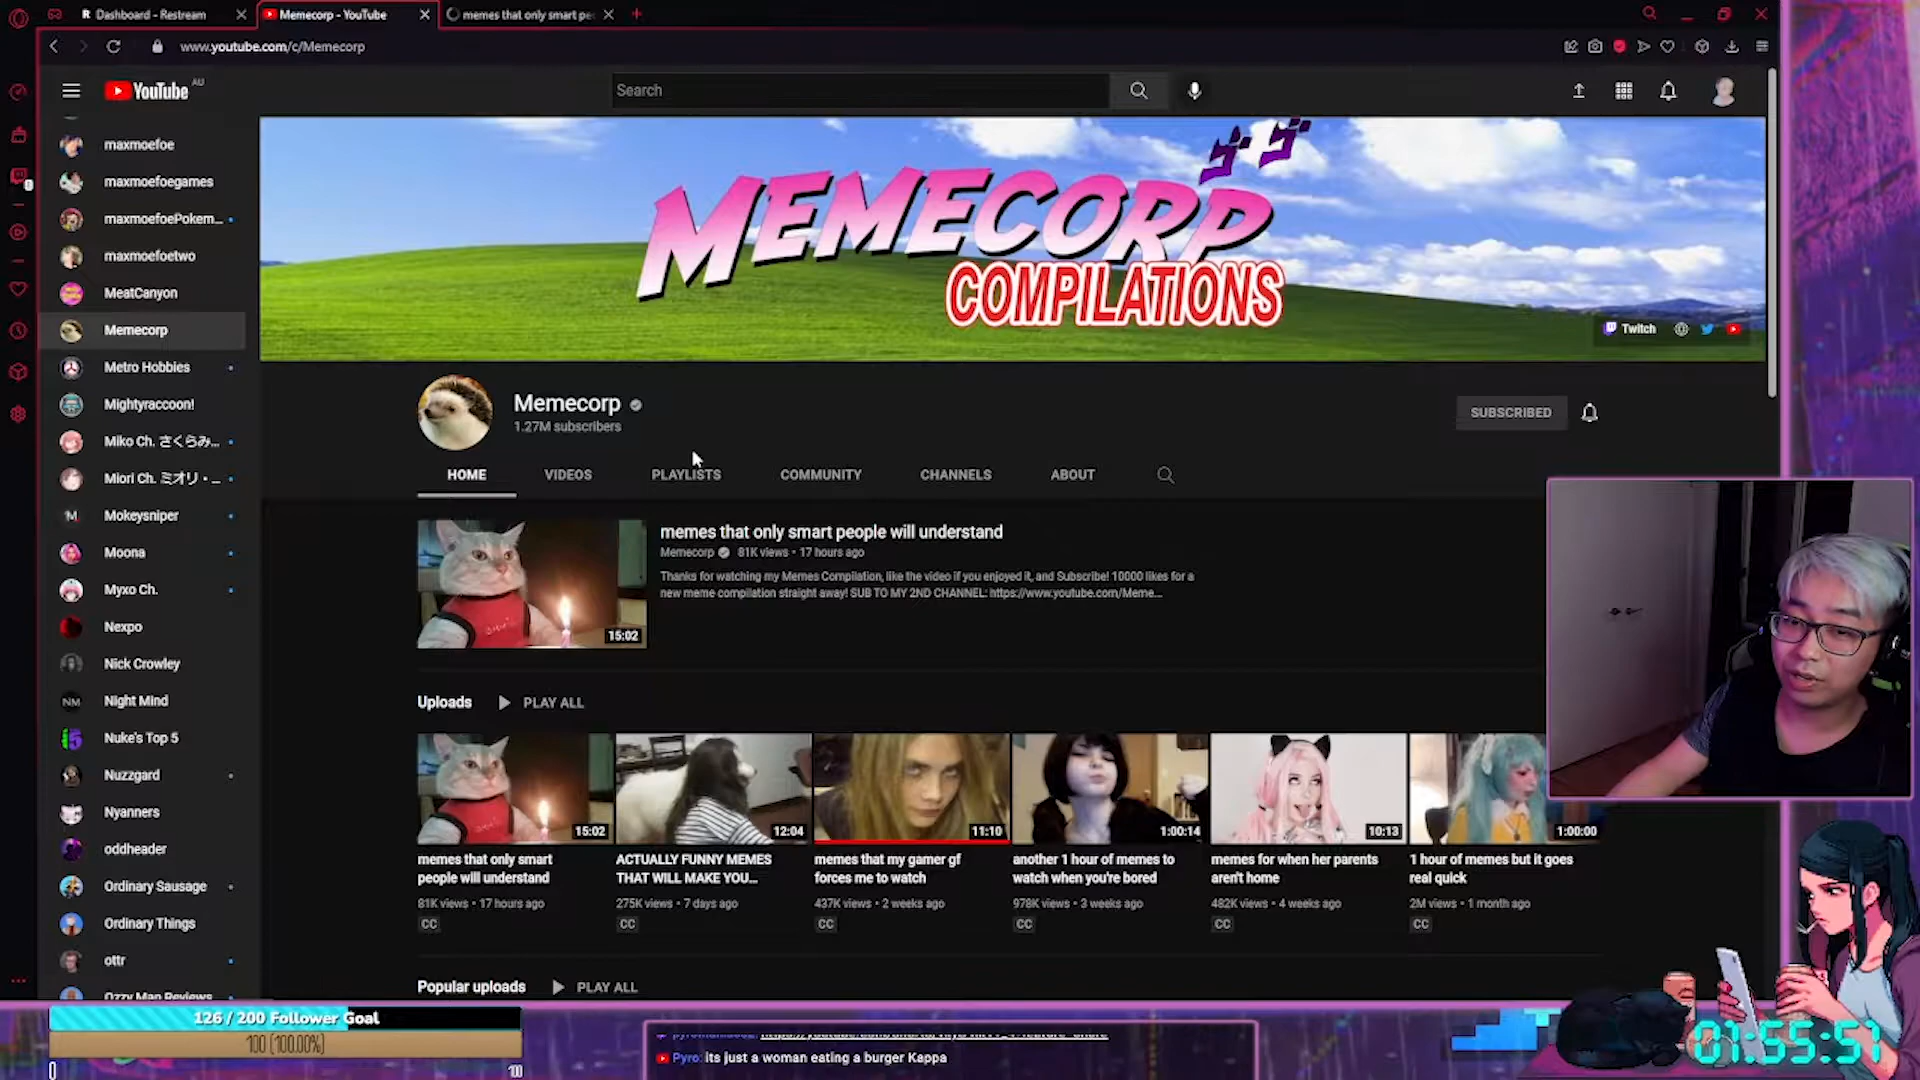 Dashboard - Restream
Memecorp - YouTube
memes that only smart pe
www.youtube.com/c/Memecorp
YouTube AU
Search
maxmoefoe
maxmoefoegames
maxmoefoePokem...
maxmoefoetwo
MeatCanyon
Memecorp
Metro Hobbies
Mightyraccoon!
Miko Ch. さくらみ...
Miori Ch. ミオリ・...
Mokeysniper
Moona
Myxo Ch.
Nexpo
Nick Crowley
Night Mind
Nuke's Top 5
Nuzzgard
Nyanners
oddheader
Ordinary Sausage
Ordinary Things
ottr
Ozzy Man Reviews
ゴゴ
MEMECORP
COMPILATIONS
Twitch
Memecorp
1.27M subscribers
SUBSCRIBED
HOME VIDEOS PLAYLISTS COMMUNITY CHANNELS ABOUT
memes that only smart people will understand
Memecorp 81K views • 17 hours ago
Thanks for watching my Memes Compilation, like the video if you enjoyed it, and Subscribe! 10000 likes for a
new meme compilation straight away! SUB TO MY 2ND CHANNEL: https://www.youtube.com/Meme...
15:02
Uploads PLAY ALL
15:02 12:04 11:10 1:00:14 10:13 1:00:00
memes that only smart
people will understand
81K views • 17 hours ago
CC
ACTUALLY FUNNY MEMES
THAT WILL MAKE YOU...
275K views • 7 days ago
CC
memes that my gamer gf
forces me to watch
437K views • 2 weeks ago
CC
another 1 hour of memes to
watch when you're bored
978K views • 3 weeks ago
CC
memes for when her parents
aren't home
482K views • 4 weeks ago
CC
1 hour of memes but it goes
real quick
2M views • 1 month ago
CC
Popular uploads PLAY ALL
126 / 200 Follower Goal
100 (100.00%)
0 100
Pyro: its just a woman eating a burger Kappa
01:55:51